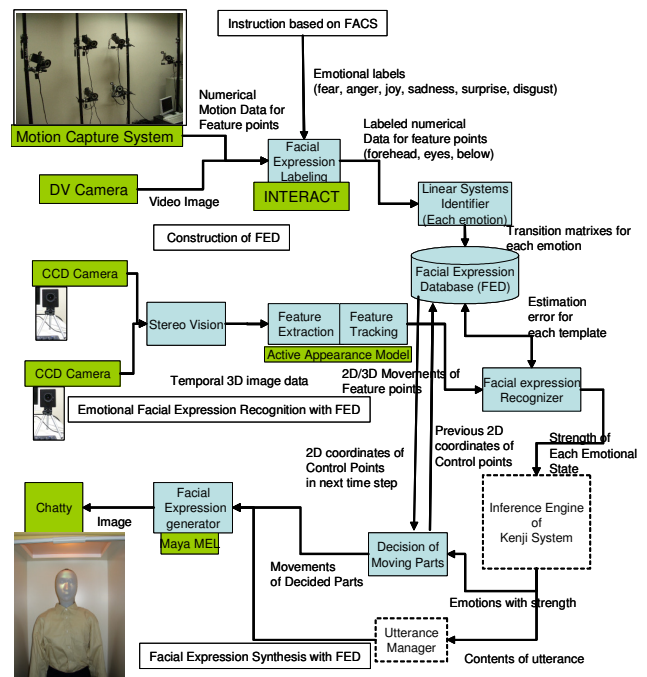 Instruction based on FACS
Emotional labels
(fear, anger, joy, sadness, surprise, disgust)
Numerical
Motion Data for
Feature points
Motion Capture System
Facial
Expression
Labeling
INTERACT
Labeled numerical
Data for feature points
(forehead, eyes, below)
DV Camera
Video Image
Linear Systems
Identifier
(Each emotion)
Construction of FED
Transition matrixes for
each emotion
CCD Camera
Facial Expression
Database (FED)
Stereo Vision
Feature
Extraction
Feature
Tracking
Active Appearance Model
Estimation
error for
each template
CCD Camera
Temporal 3D image data
2D/3D Movements of
Feature points
Facial expression
Recognizer
Emotional Facial Expression Recognition with FED
2D coordinates of
Control Points
in next time step
Previous 2D
coordinates of
Control points
Strength of
Each Emotional
State
Chatty
Image
Facial
Expression
generator
Maya MEL
Inference Engine
of
Kenji System
Movements
of Decided Parts
Decision of
Moving Parts
Emotions with strength
Utterance
Manager
Facial Expression Synthesis with FED
Contents of utterance